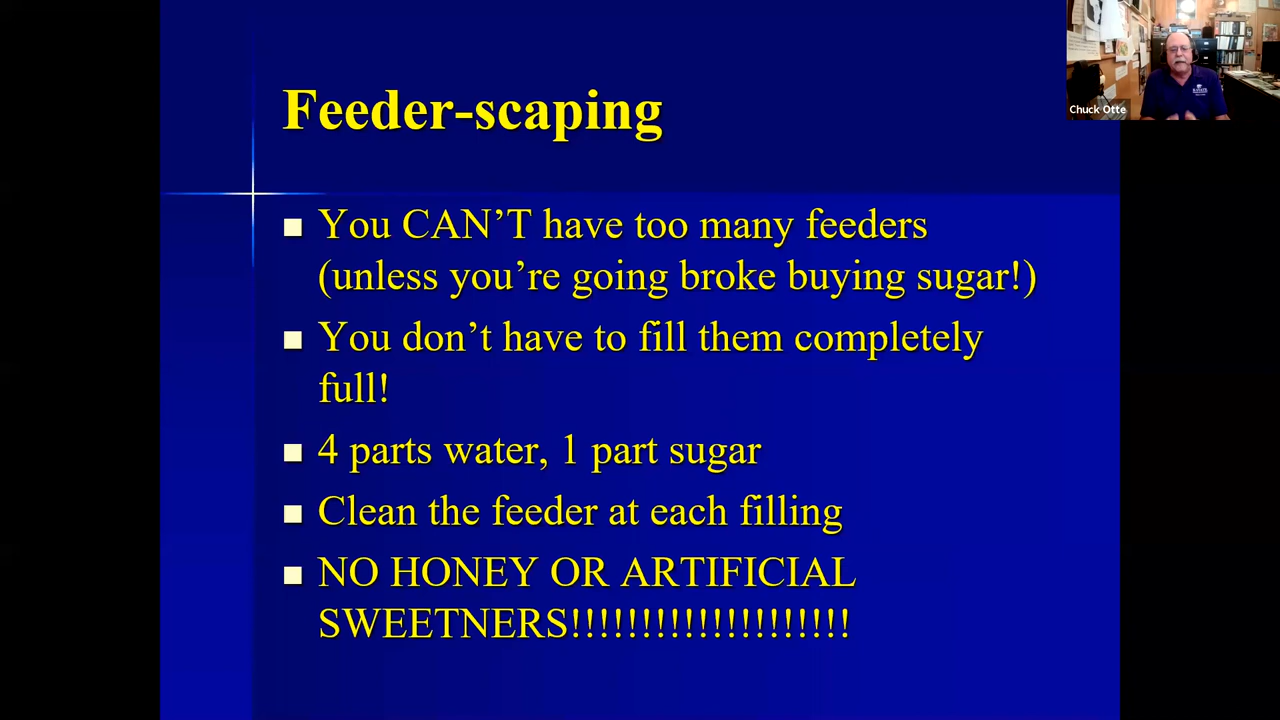 Feeder-scaping
You CAN’T have too many feeders
(unless you’re going broke buying sugar!)
You don’t have to fill them completely
full!
4 parts water, 1 part sugar
Clean the feeder at each filling
NO HONEY OR ARTIFICIAL
SWEETNERS!!!!!!!!!!!!!!!!!!!!
Chuck Otte